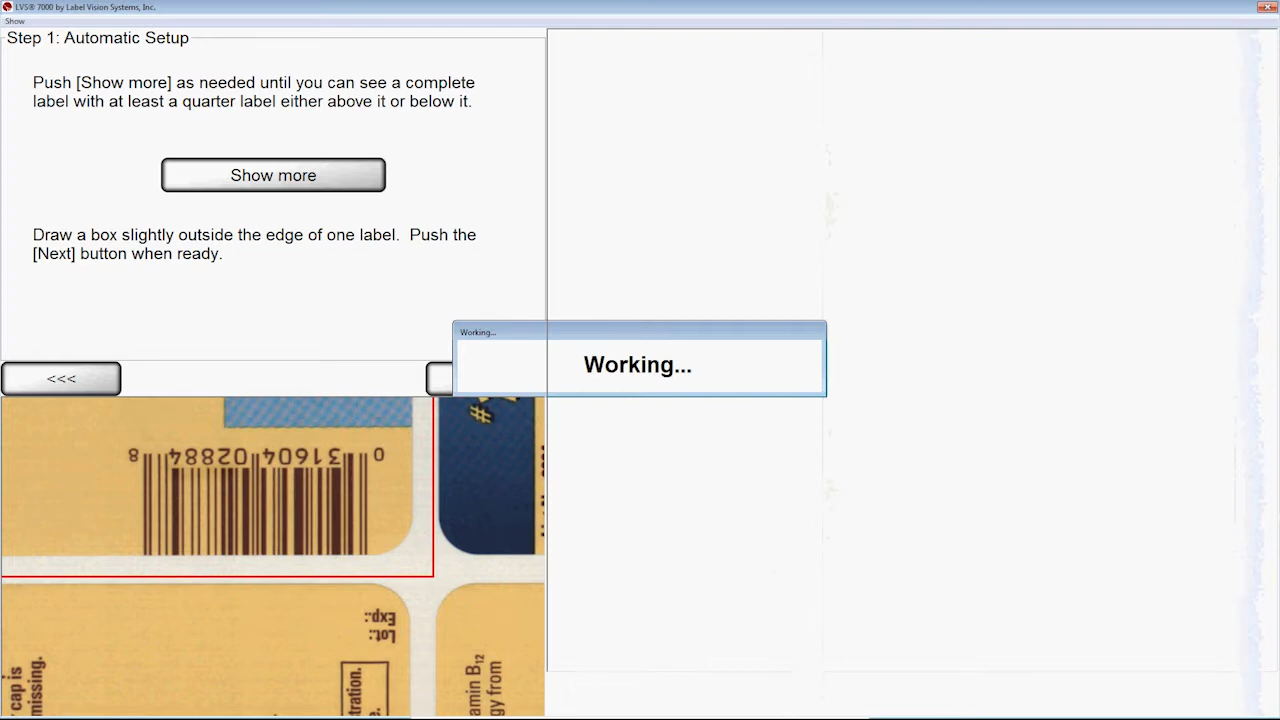 LVS® 7000 by Label Vision Systems, Inc.
Show
Step 1: Automatic Setup
Push [Show more] as needed until you can see a complete
label with at least a quarter label either above it or below it.
Show more
Draw a box slightly outside the edge of one label. Push the
[Next] button when ready.
Working...
Working...
<<<
0 31604 02884 8
#
Exp.:
Lot.:
cap is
missing.
tration.
amin B12
gy from